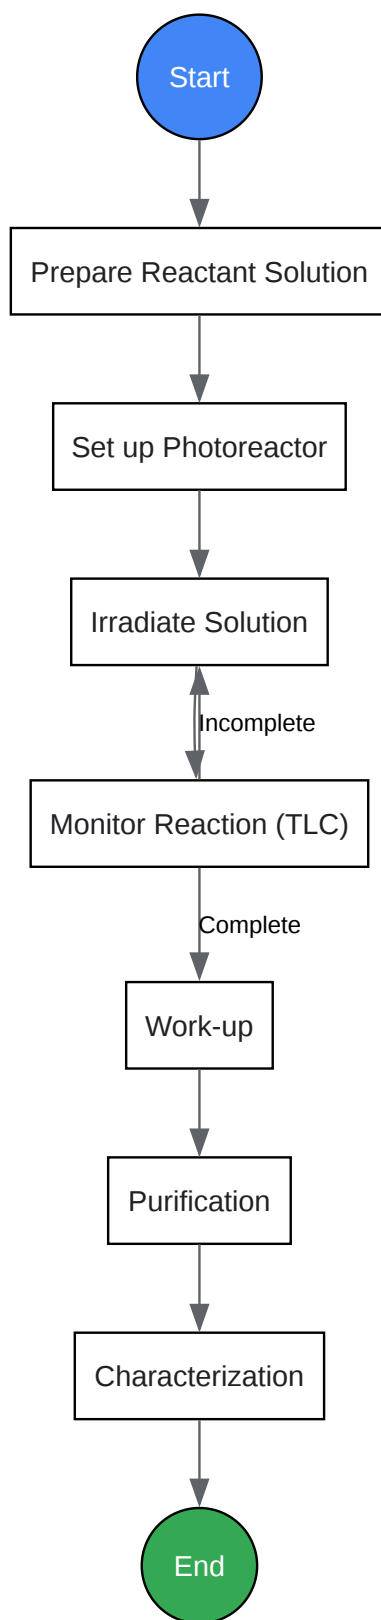 Start
Prepare Reactant Solution
Set up Photoreactor
Irradiate Solution
Incomplete
Monitor Reaction (TLC)
Complete
Work-up
Purification
Characterization
End